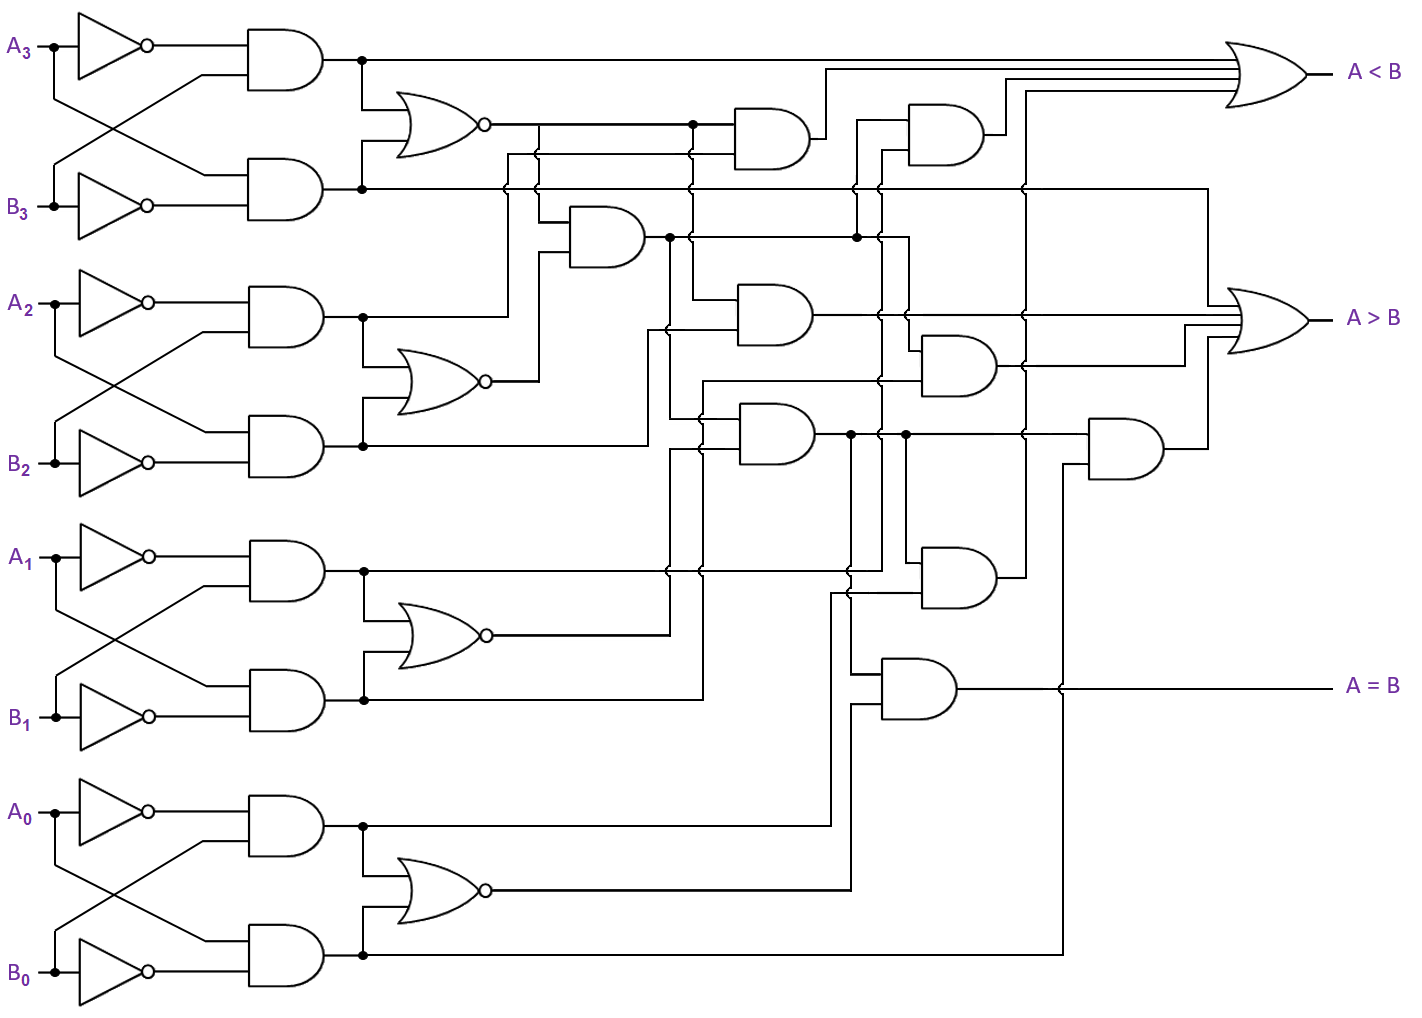 A₃
A < B
B₃
A₂
A > B
B₂
A₁
A = B
B₁
A₀
B₀